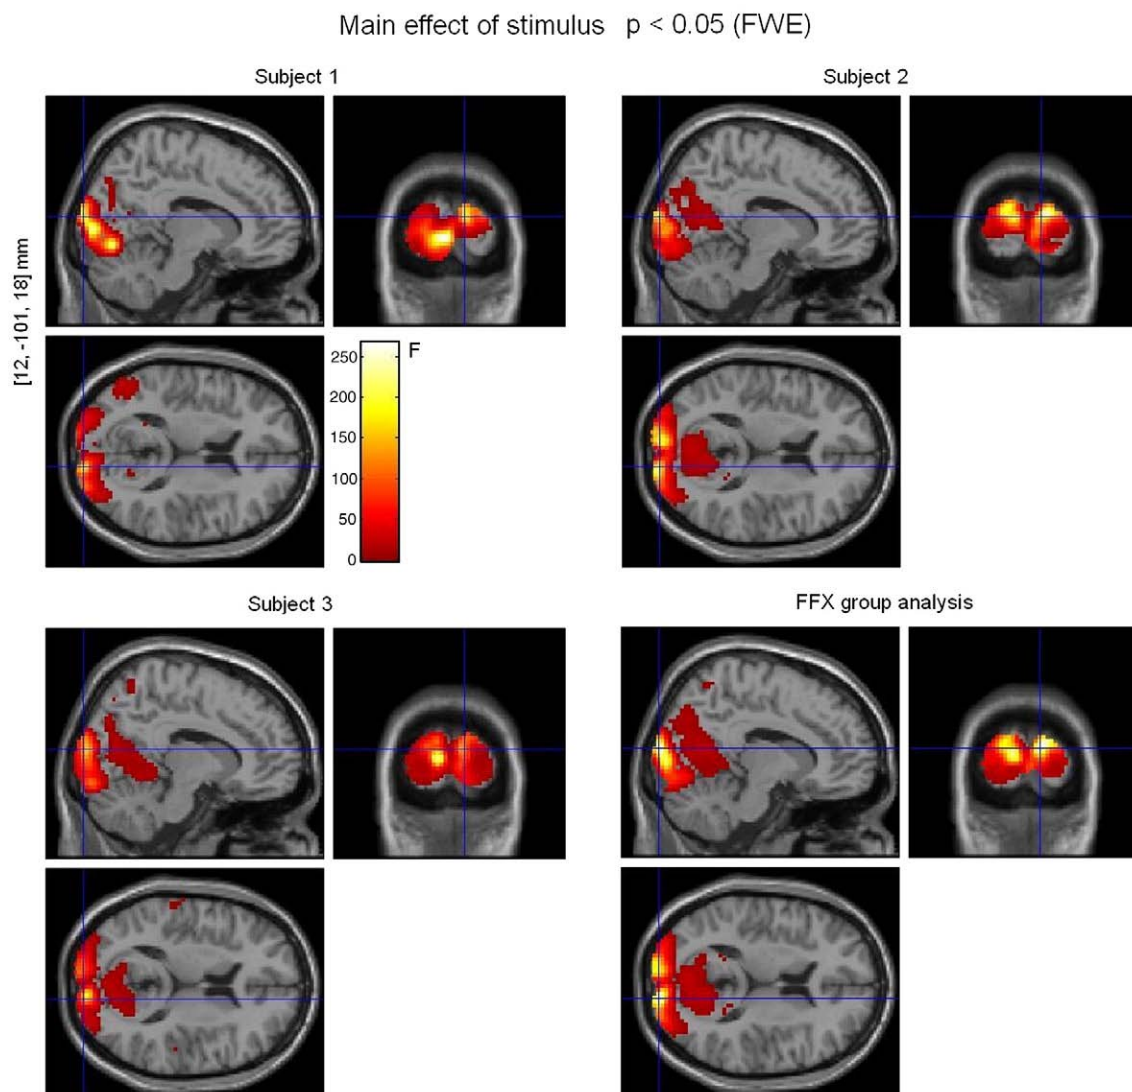 Main effect of stimulus p < 0.05 (FWE)
Subject 1
Subject 2
[12, -101, 18] mm
F
250
200
150
100
50
0
Subject 3
FFX group analysis